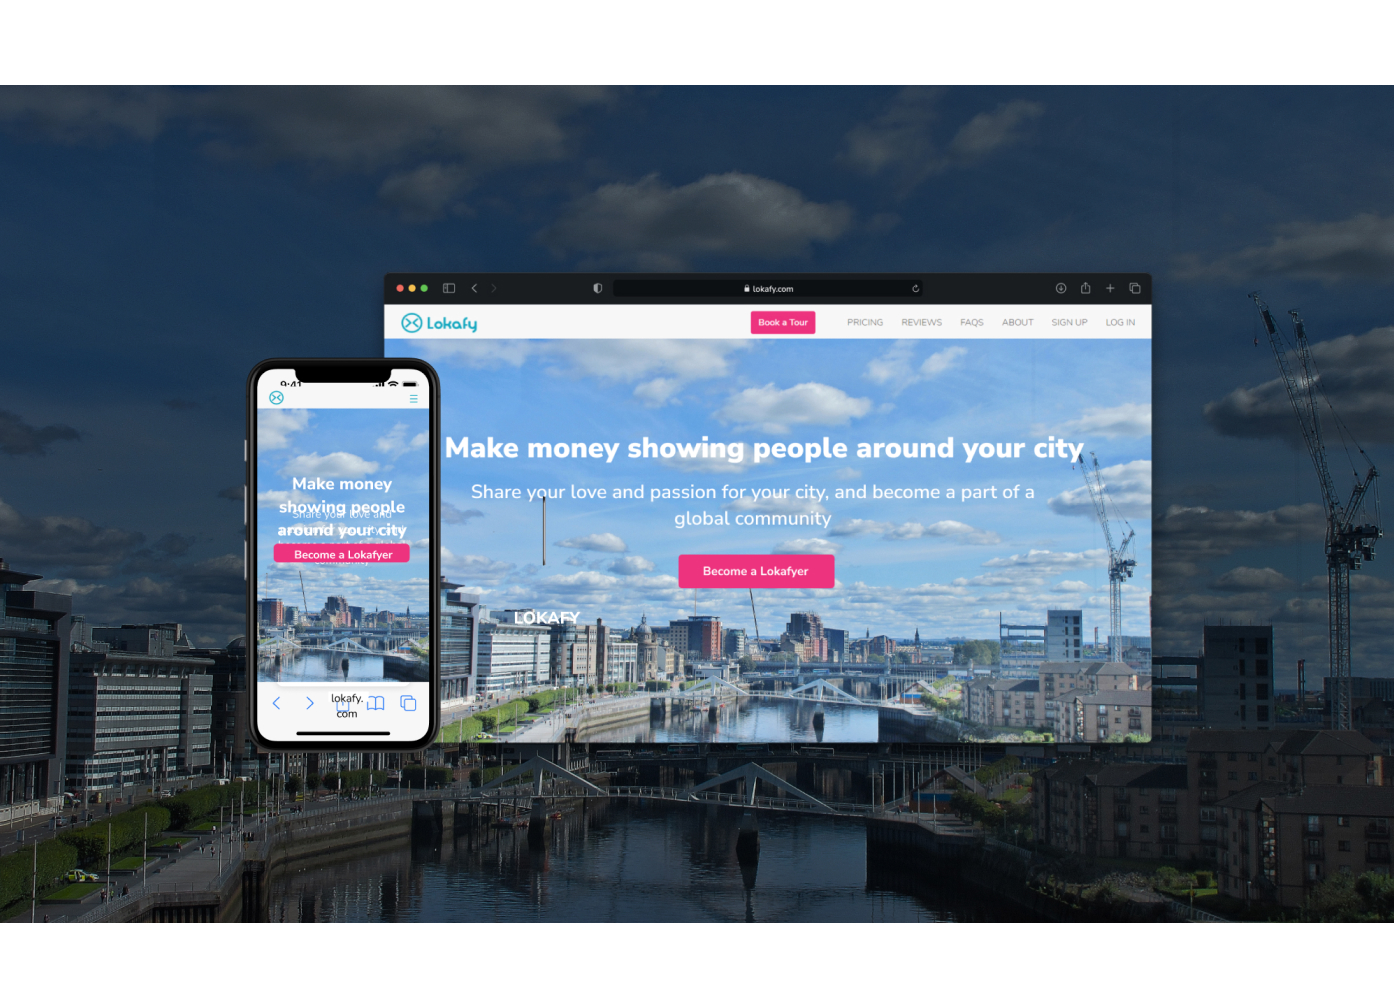 lokafy.com
Lokafy
Book a Tour
PRICING
REVIEWS
FAQS
ABOUT
SIGN UP
LOG IN
Make money showing people around your city
Share your love and passion for your city, and become a part of a
global community
Become a Lokafyer
LOKAFY
9:41
Make money
showing people
Share your love and
around your city
Become a Lokafyer
community
lokafy.
com